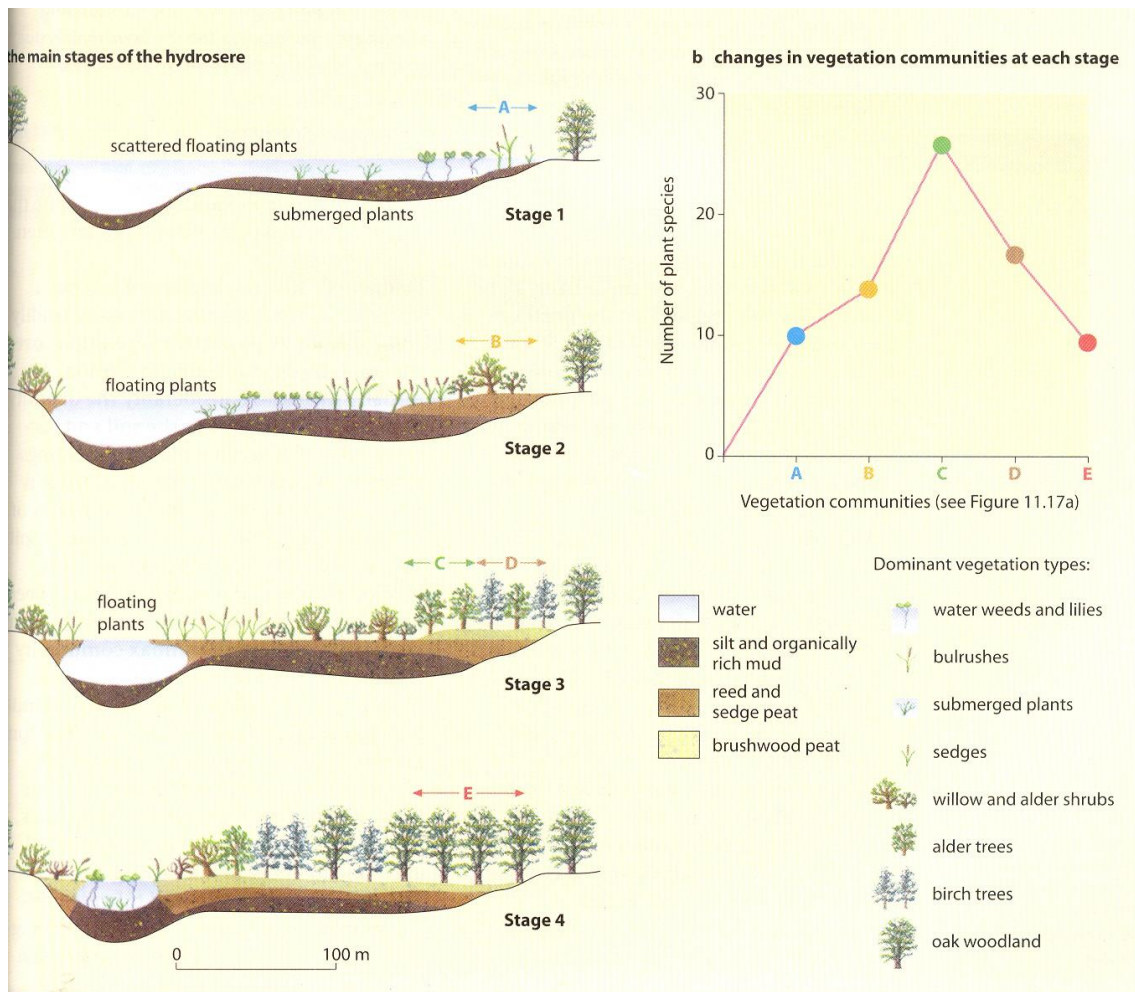 the main stages of the hydrosere
A
scattered floating plants
submerged plants
Stage 1
B
floating plants
Stage 2
C
D
floating
plants
Stage 3
E
Stage 4
0
100 m
b changes in vegetation communities at each stage
30
20
10
0
Number of plant species
A
B
C
D
E
Vegetation communities (see Figure 11.17a)
water
silt and organically
rich mud
reed and
sedge peat
brushwood peat
Dominant vegetation types:
water weeds and lilies
bulrushes
submerged plants
sedges
willow and alder shrubs
alder trees
birch trees
oak woodland